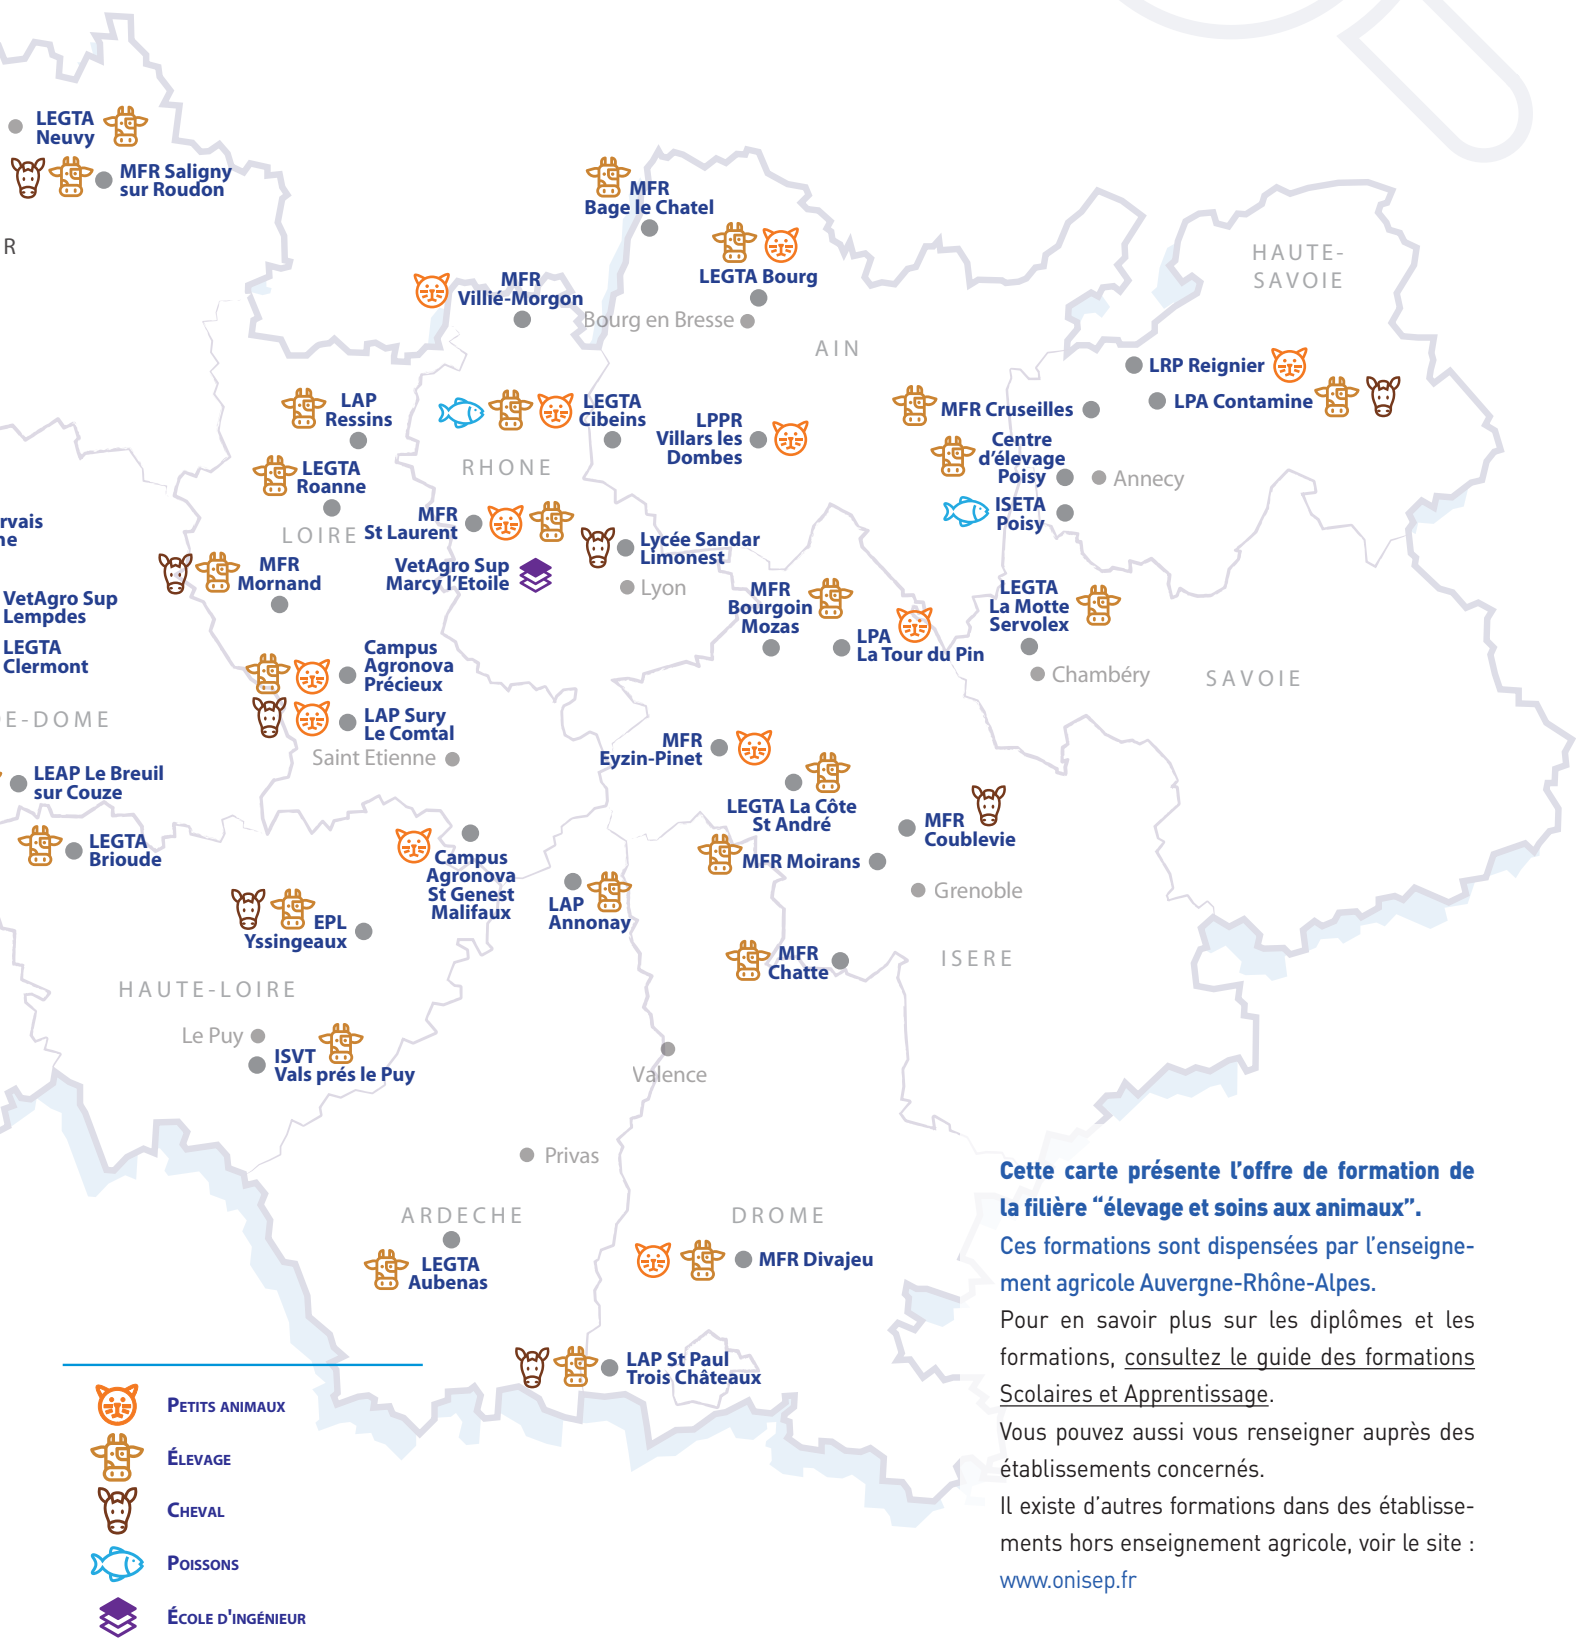 LEGTA
Neuvy
MFR Saligny
sur Roudon
R
MFR
Bage le Chatel
LEGTA Bourg
Bourg en Bresse
MFR
Villié-Morgon
AIN
HAUTE-
SAVOIE
LRP Reignier
LPA Contamine
MFR Cruseilles
Centre
d'élevage
Poisy
Annecy
ISETA
Poisy
LAP
Ressins
LEGTA
Cibeins
LPPR
Villars les
Dombes
RHONE
LEGTA
Roanne
LOIRE
MFR
St Laurent
VetAgro Sup
Marcy l'Etoile
Lycée Sandar
Limonest
Lyon
rvais
ne
MFR
Mornand
VetAgro Sup
Lempdes
LEGTA
Clermont
MFR
Bourgoin
Mozas
LPA
La Tour du Pin
LEGTA
La Motte
Servolex
Chambéry
SAVOIE
Campus
Agronova
Précieux
LAP Sury
Le Comtal
Saint Etienne
E-DOME
LEAP Le Breuil
sur Couze
LEGTA
Brioude
MFR
Eyzin-Pinet
LEGTA La Côte
St André
MFR
Coublevie
MFR Moirans
Grenoble
Campus
Agronova
St Genest
Malifaux
LAP
Annonay
EPL
Yssingeaux
MFR
Chatte
ISERE
HAUTE-LOIRE
Le Puy
ISVT
Vals prés le Puy
Valence
Privas
ARDECHE
LEGTA
Aubenas
DROME
MFR Divajeu
LAP St Paul
Trois Châteaux
Cette carte présente l'offre de formation de
la filière “élevage et soins aux animaux”.
Ces formations sont dispensées par l'enseigne-
ment agricole Auvergne-Rhône-Alpes.
Pour en savoir plus sur les diplômes et les
formations, consultez le guide des formations
Scolaires et Apprentissage.
Vous pouvez aussi vous renseigner auprès des
établissements concernés.
Il existe d'autres formations dans des établisse-
ments hors enseignement agricole, voir le site :
www.onisep.fr
Petits animaux
Élevage
Cheval
Poissons
École d'ingénieur